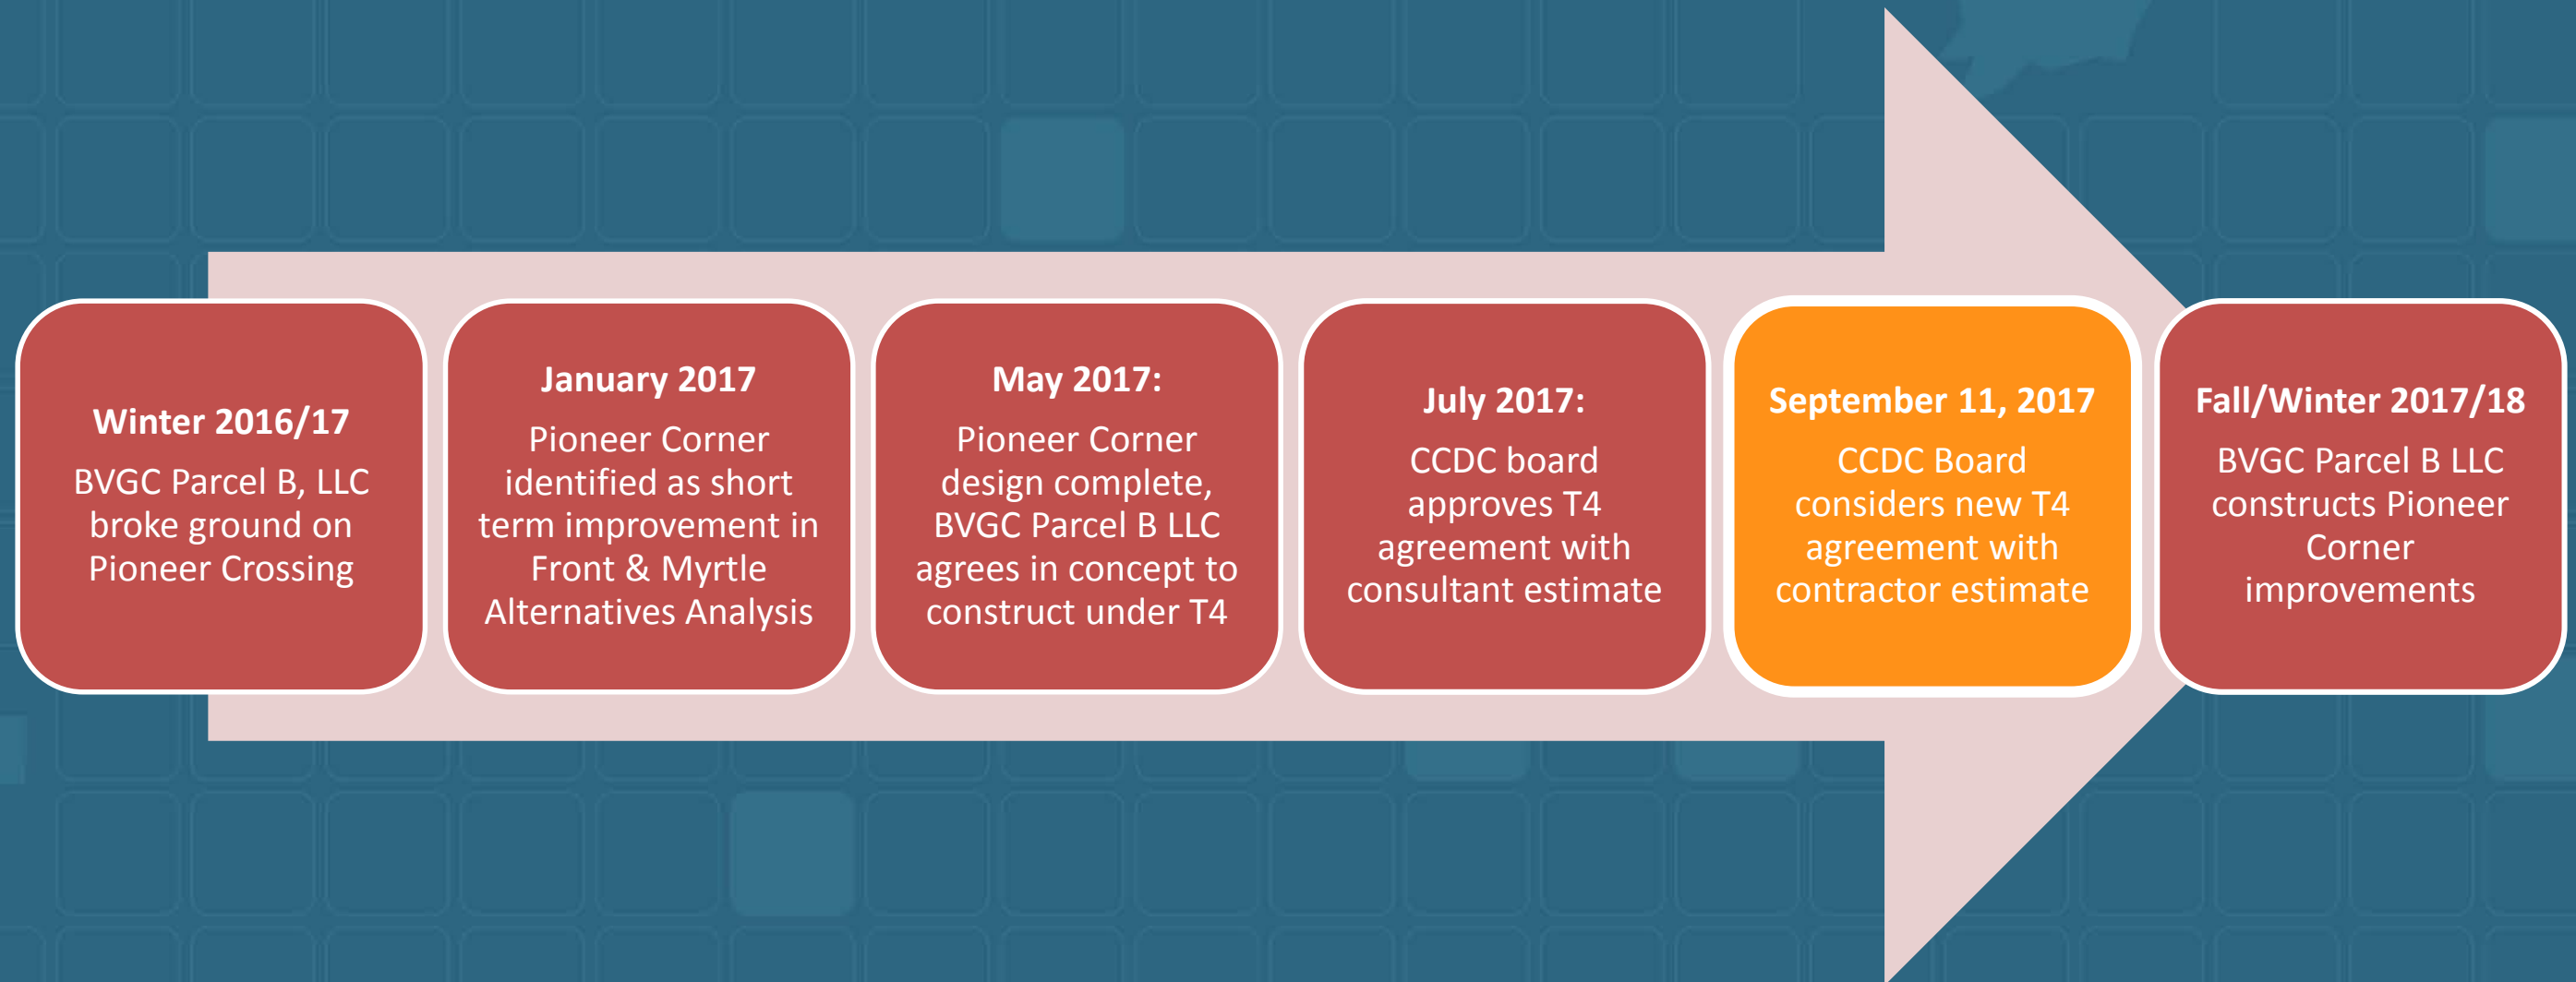 Winter 2016/17
BVGC Parcel B, LLC
broke ground on
Pioneer Crossing
January 2017
Pioneer Corner
identified as short
term improvement in
Front & Myrtle
Alternatives Analysis
May 2017:
Pioneer Corner
design complete,
BVGC Parcel B LLC
agrees in concept to
construct under T4
July 2017:
CCDC board
approves T4
agreement with
consultant estimate
September 11, 2017
CCDC Board
considers new T4
agreement with
contractor estimate
Fall/Winter 2017/18
BVGC Parcel B LLC
constructs Pioneer
Corner
improvements